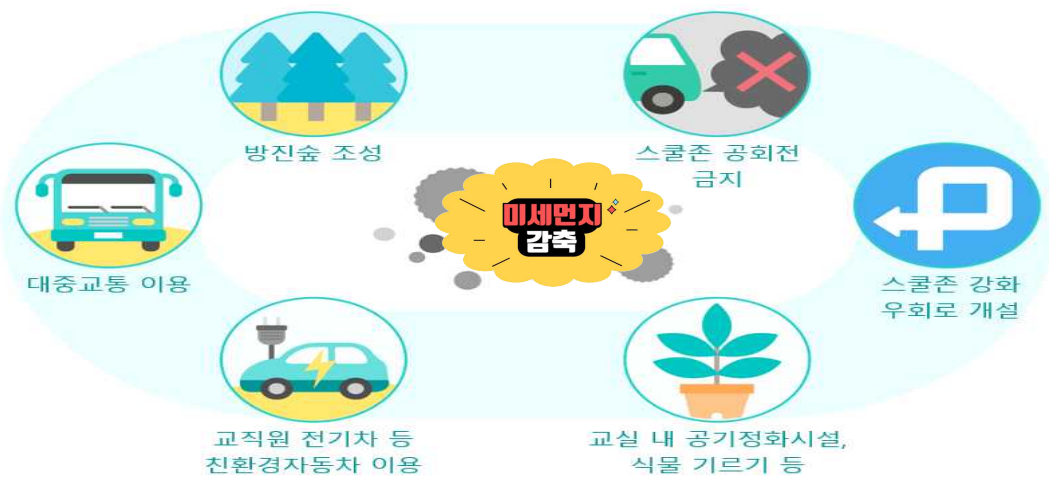 방진숲 조성
스쿨존 공회전
금지
대중교통 이용
미세먼지
감축
스쿨존 강화
우회로 개설
교직원 전기차 등
친환경자동차 이용
교실 내 공기정화시설,
식물 기르기 등